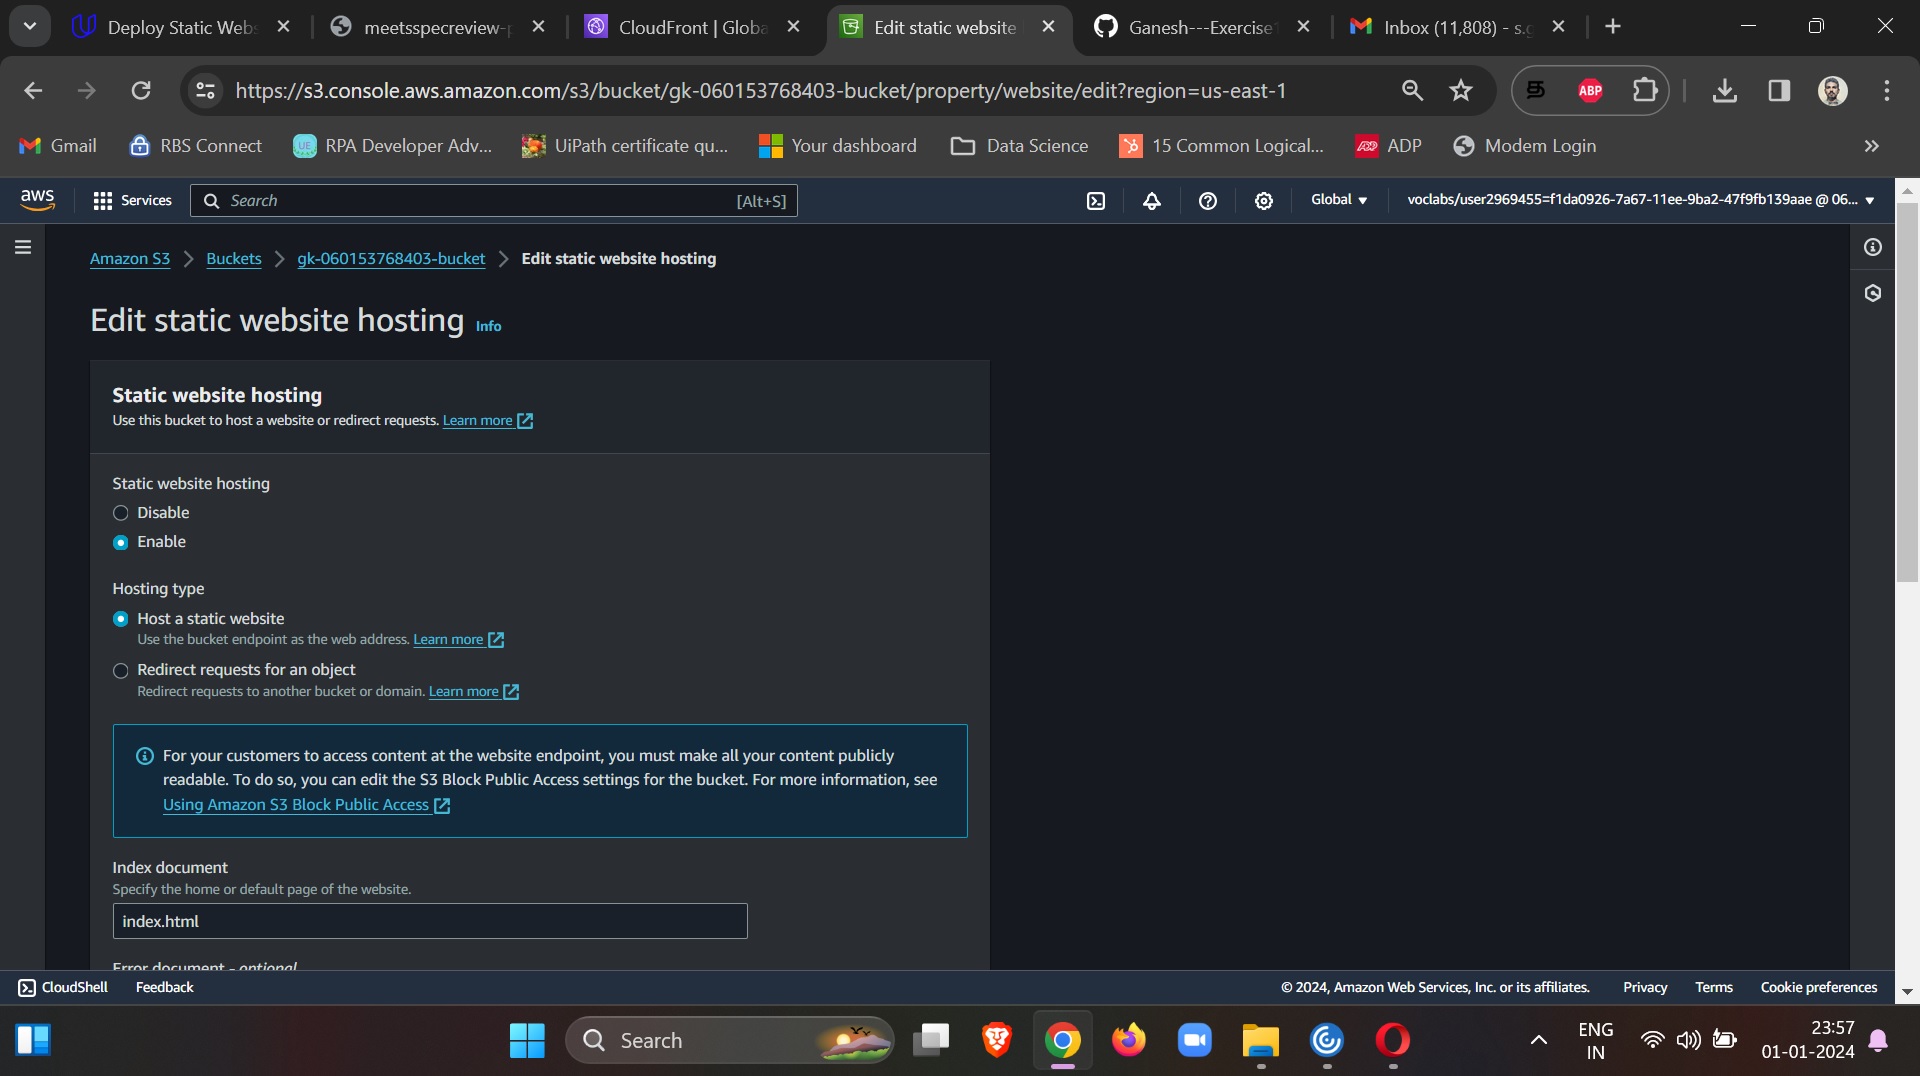 Deploy Static Webs
meetsspecreview-p
CloudFront | Globa
Edit static website
Ganesh---Exercise1
Inbox (11,808) - s.g
https://s3.console.aws.amazon.com/s3/bucket/gk-060153768403-bucket/property/website/edit?region=us-east-1
ABP
Gmail
RBS Connect
UE
RPA Developer Adv...
UiPath certificate qu...
Your dashboard
Data Science
15 Common Logical...
ADP
Modem Login
aws
Services
Search
[Alt+S]
Global
voclabs/user2969455=f1da0926-7a67-11ee-9ba2-47f9fb139aae @ 06...
Amazon S3
Buckets
gk-060153768403-bucket
Edit static website hosting
Edit static website hosting Info
Static website hosting
Use this bucket to host a website or redirect requests. Learn more
Static website hosting
Disable
Enable
Hosting type
Host a static website
Use the bucket endpoint as the web address. Learn more
Redirect requests for an object
Redirect requests to another bucket or domain. Learn more
For your customers to access content at the website endpoint, you must make all your content publicly
readable. To do so, you can edit the S3 Block Public Access settings for the bucket. For more information, see
Using Amazon S3 Block Public Access
Index document
Specify the home or default page of the website.
index.html
Error document - optional
CloudShell
Feedback
© 2024, Amazon Web Services, Inc. or its affiliates.
Privacy
Terms
Cookie preferences
Search
ENG
IN
23:57
01-01-2024